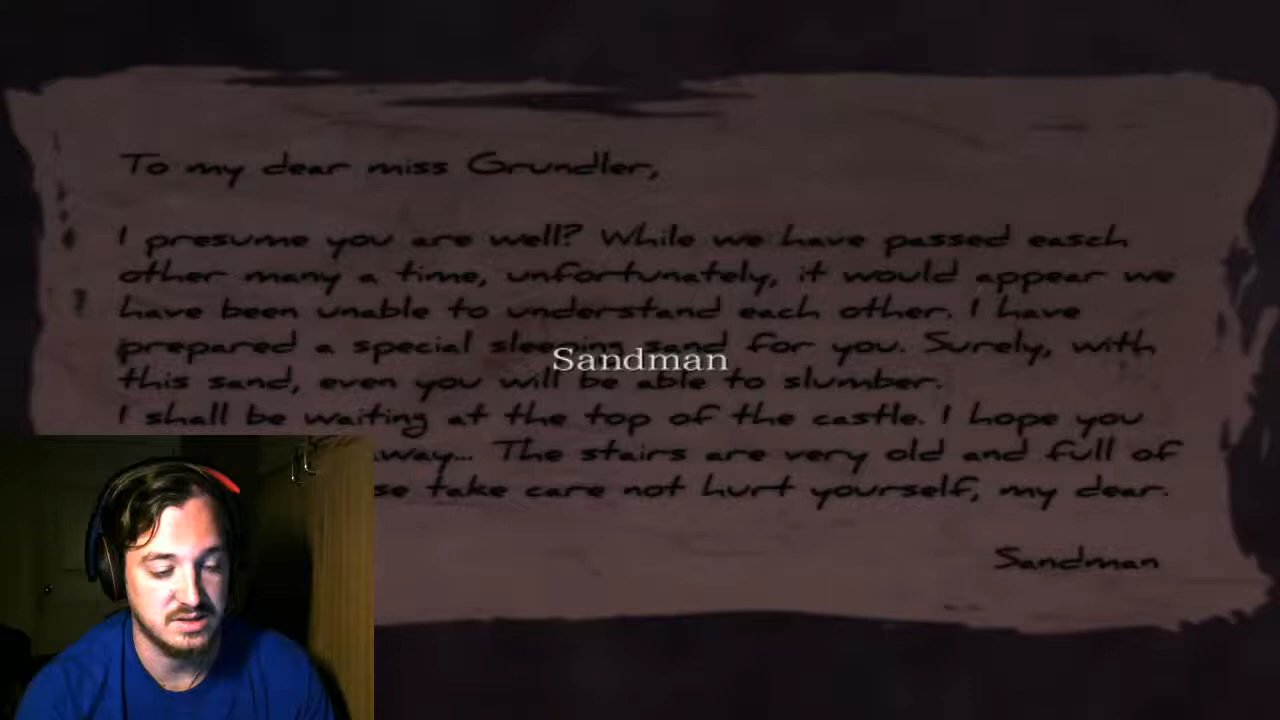 To my dear miss Grundler,
I presume you are well? While we have passed easch
other many a time, unfortunately, it would appear we
have been unable to understand each other. I have
prepared a special sleeping sand for you. Surely, with
Sandman
this sand, even you will be able to slumber.
I shall be waiting at the top of the castle. I hope you
away... The stairs are very old and full of
take care not hurt yourself, my dear.
Sandman